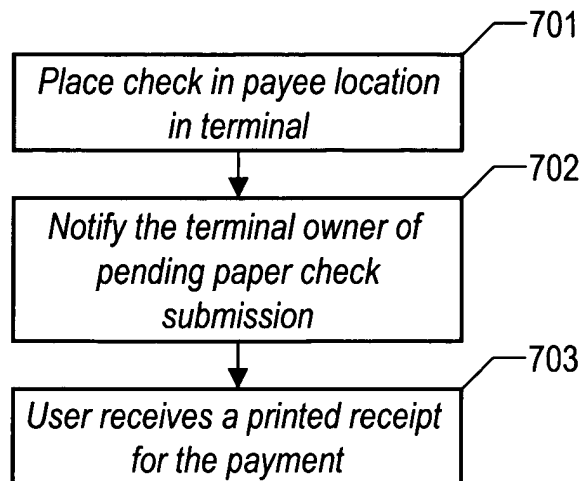 701
Place check in payee location
in terminal
702
Notify the terminal owner of
pending paper check
submission
703
User receives a printed receipt
for the payment